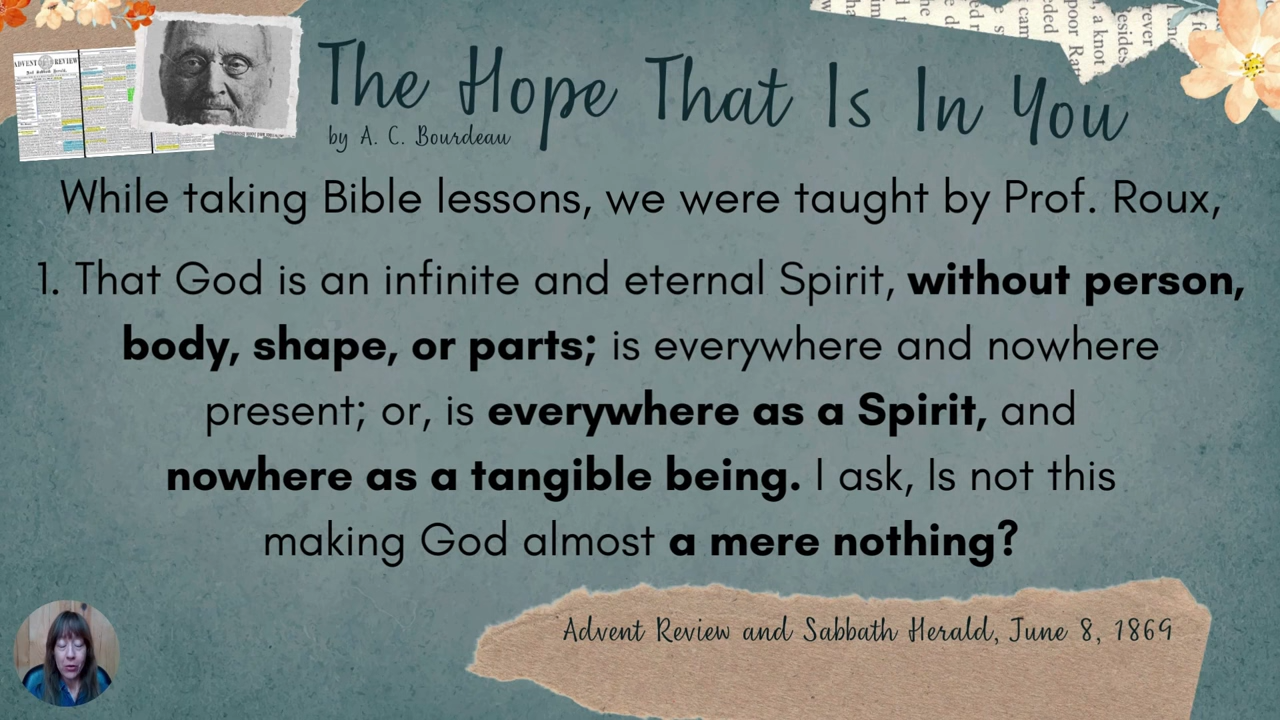 ADVENT REVIEW
The Hope That Is In You
by A. C. Bourdeau
While taking Bible lessons, we were taught by Prof. Roux,
1. That God is an infinite and eternal Spirit, without person,
body, shape, or parts; is everywhere and nowhere
present; or, is everywhere as a Spirit, and
nowhere as a tangible being. I ask, Is not this
making God almost a mere nothing?
Advent Review and Sabbath Herald, June 8, 1869